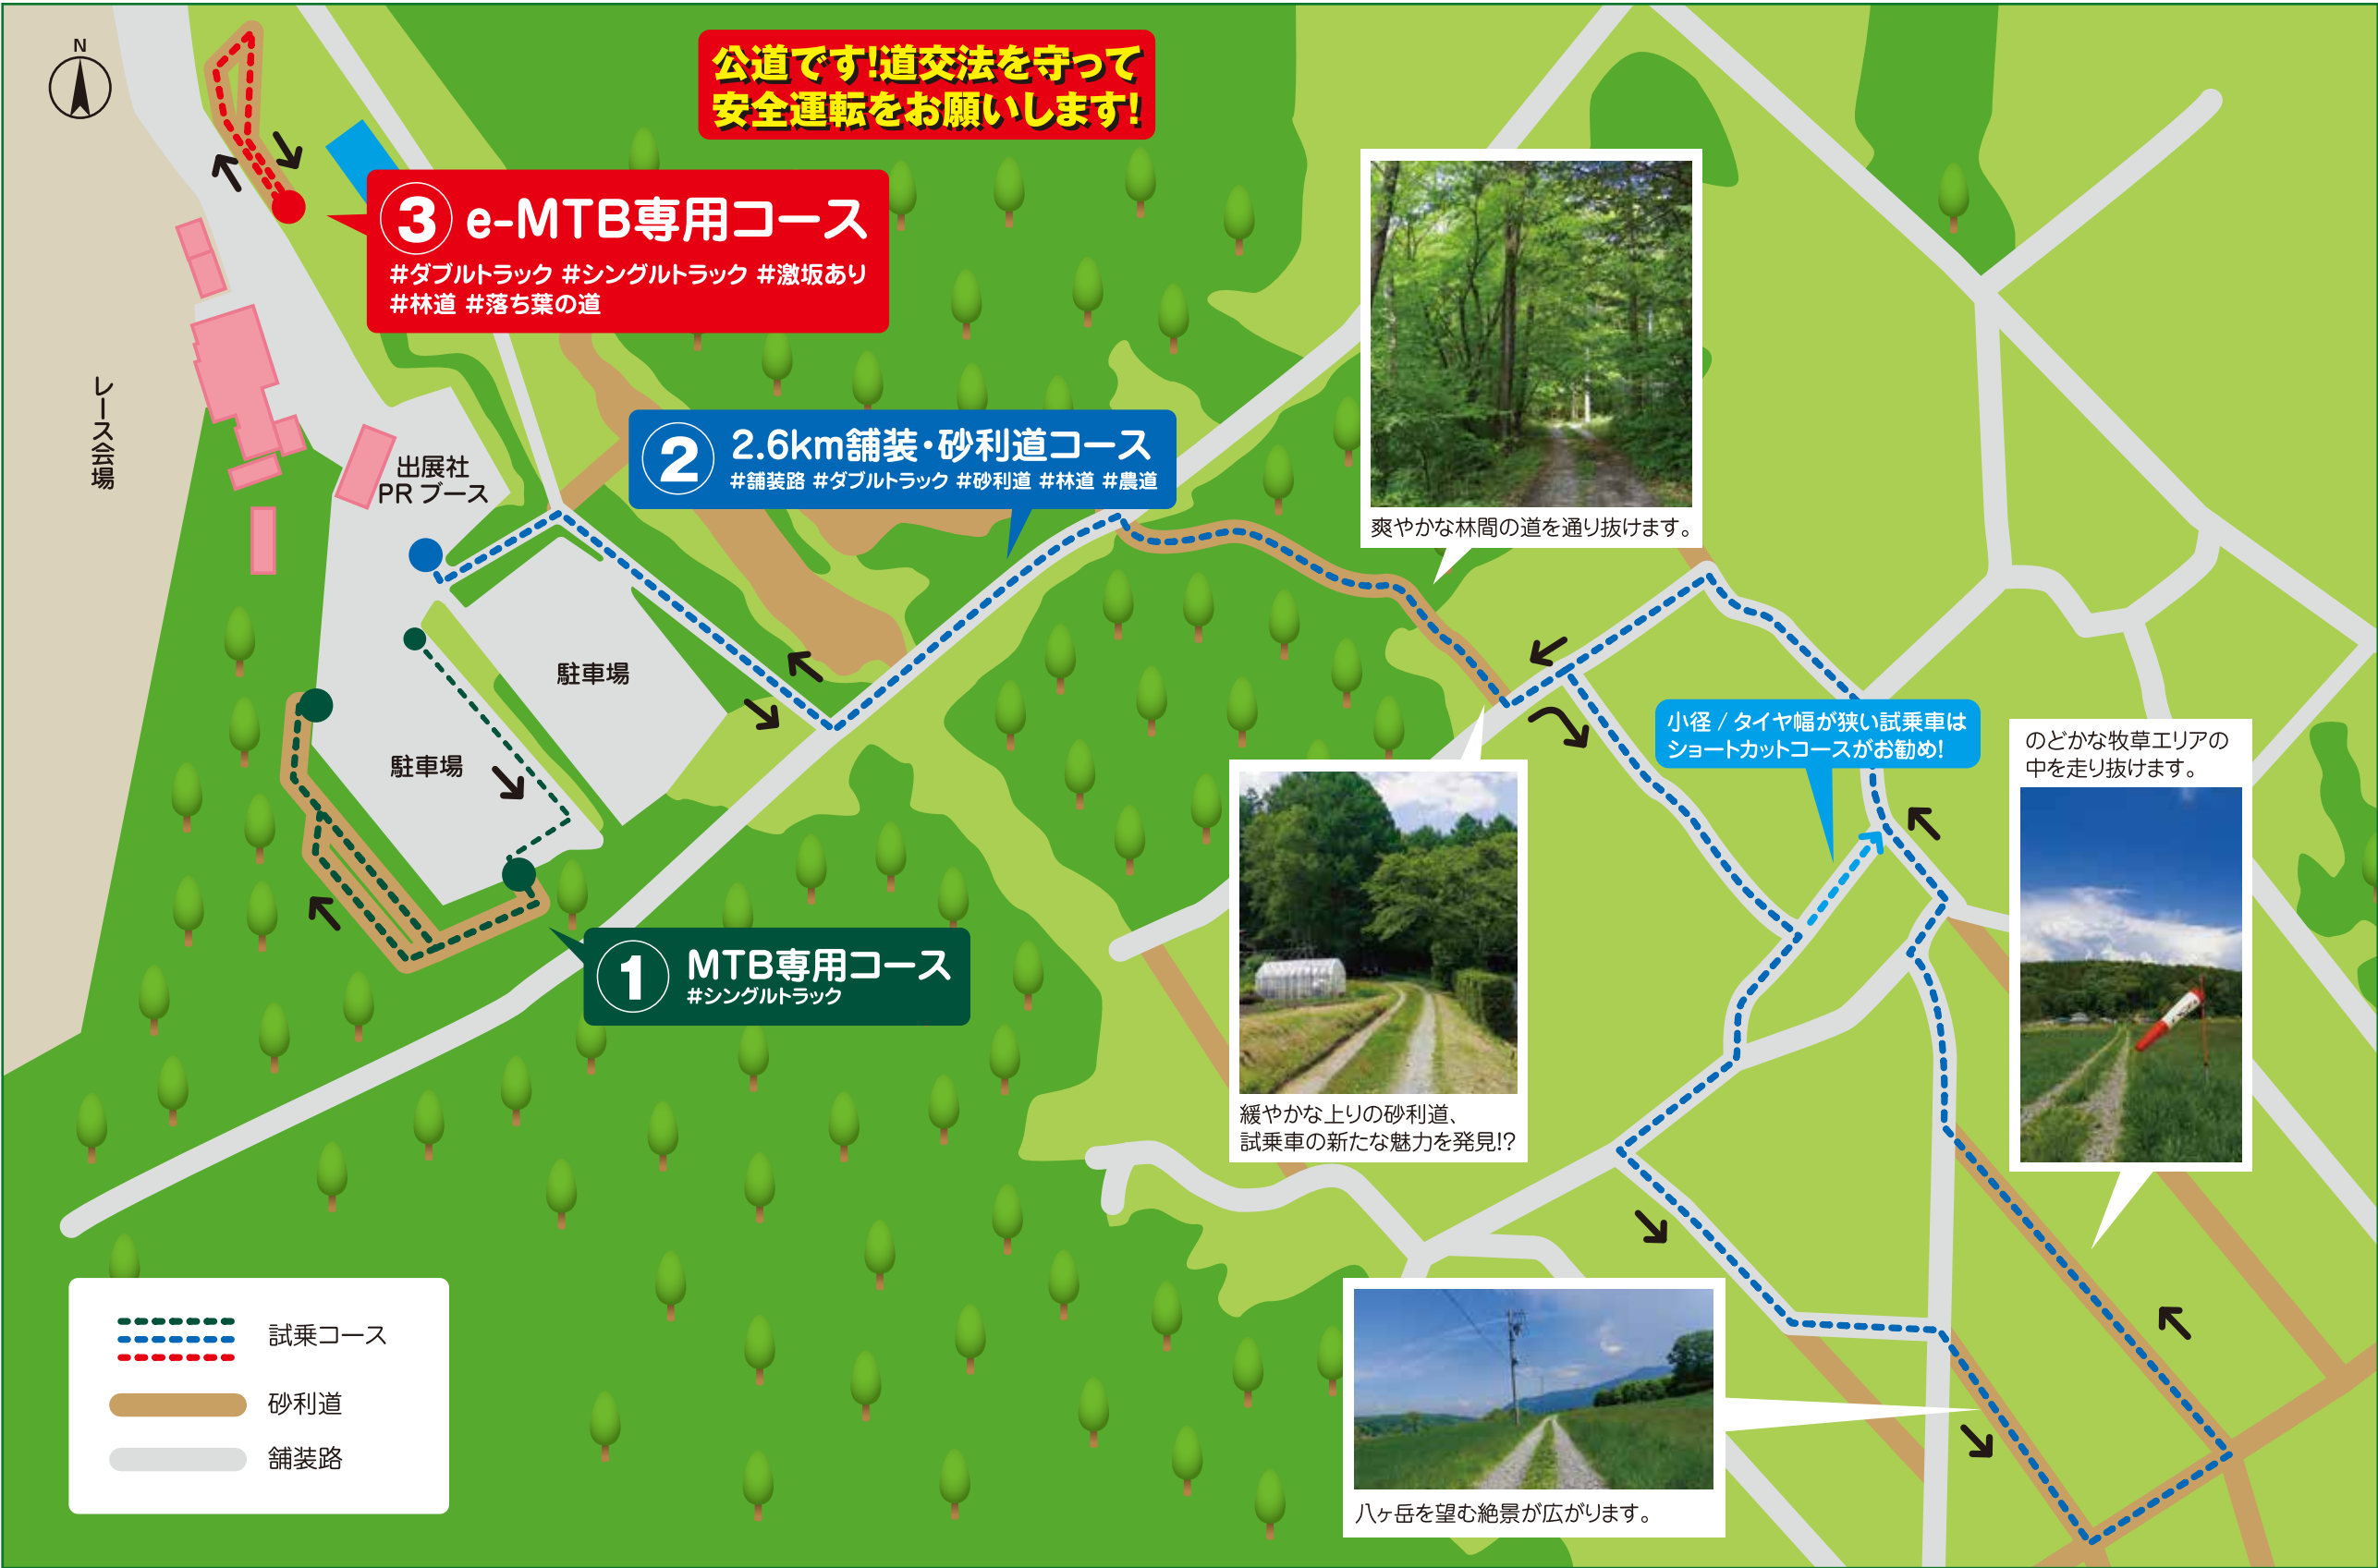 N
公道です!道交法を守って
安全運転をお願いします!
③ e-MTB専用コース
#ダブルトラック #シングルトラック #激坂あり
#林道 #落ち葉の道
レース会場
出展社
PR ブース
② 2.6km舗装・砂利道コース
#舗装路 #ダブルトラック #砂利道 #林道 #農道
爽やかな林間の道を通り抜けます。
駐車場
駐車場
小径 / タイヤ幅が狭い試乗車は
ショートカットコースがお勧め!
のどかな牧草エリアの
中を走り抜けます。
① MTB専用コース
#シングルトラック
緩やかな上りの砂利道、
試乗車の新たな魅力を発見!?
八ヶ岳を望む絶景が広がります。
試乗コース
砂利道
舗装路